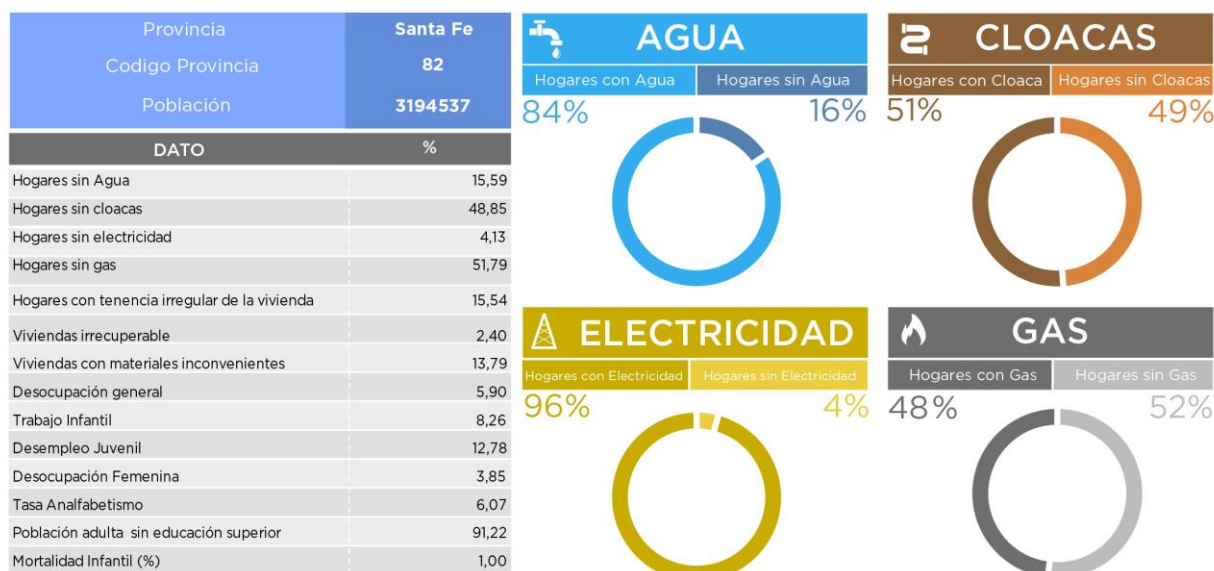 Provincia Santa Fe
Codigo Provincia 82
Población 3194537
DATO %
Hogares sin Agua 15,59
Hogares sin cloacas 48,85
Hogares sin electricidad 4,13
Hogares sin gas 51,79
Hogares con tenencia irregular de la vivienda 15,54
Viviendas irrecuperable 2,40
Viviendas con materiales inconvenientes 13,79
Desocupación general 5,90
Trabajo Infantil 8,26
Desempleo Juvenil 12,78
Desocupación Femenina 3,85
Tasa Analfabetismo 6,07
Población adulta sin educación superior 91,22
Mortalidad Infantil (%) 1,00
AGUA
Hogares con Agua Hogares sin Agua
84% 16%
CLOACAS
Hogares con Cloaca Hogares sin Cloacas
51% 49%
ELECTRICIDAD
Hogares con Electricidad Hogares sin Electricidad
96% 4%
GAS
Hogares con Gas Hogares sin Gas
48% 52%